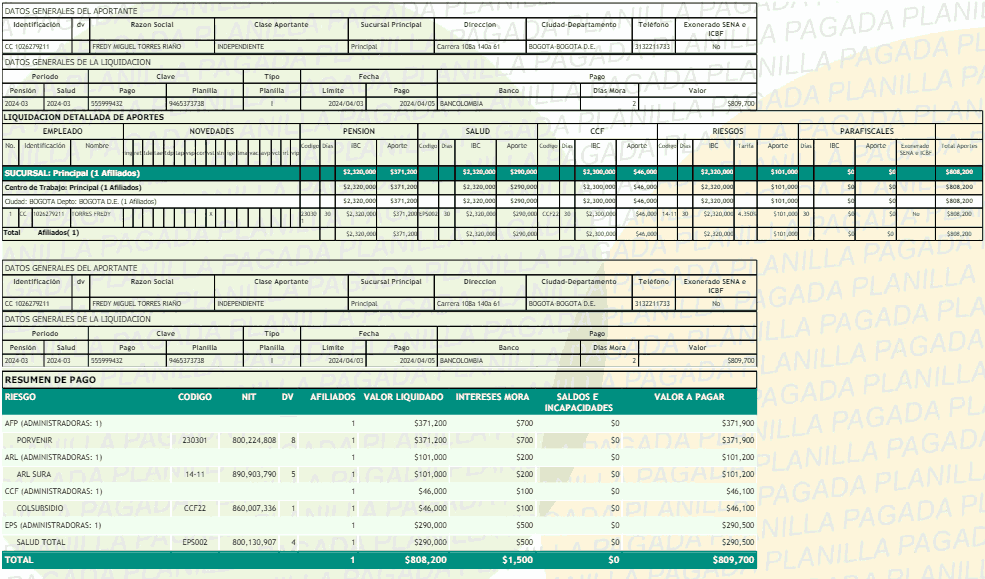 DATOS GENERALES DEL APORTANTE
Identificación dv Razon Social Clase Aportante Sucursal Principal Direccion Ciudad-Departamento Teléfono Exonerado SENA e ICBF
CC 1026279211 FREDY MIGUEL TORRES RIAÑO INDEPENDIENTE Principal Carrera 108a 140a 61 BOGOTA-BOGOTA D.E. 3132211733 No
DATOS GENERALES DE LA LIQUIDACION
Periodo Clave Tipo Fecha Pago
Pensión Salud Pago Planilla Planilla Limite Pago Banco Dias Mora Valor
2024-03 2024-03 555999432 9465373738 I 2024/04/03 2024/04/05 BANCOLOMBIA 2 $809,700
LIQUIDACION DETALLADA DE APORTES
EMPLEADO NOVEDADES PENSION SALUD CCF RIESGOS PARAFISCALES
No. Identificación Nombre Codigo Dias IBC Aporte Codigo Dias IBC Aporte Codigo Dias IBC Aporte Codigo Dias IBC Tarifa Aporte Dias IBC Aporte Exonerado SENA e ICBF Total Aportes
SUCURSAL: Principal (1 Afiliados) $2,320,000 $371,200 $2,320,000 $290,000 $2,300,000 $46,000 $2,320,000 $101,000 $0 $0 $808,200
Centro de Trabajo: Principal (1 Afiliados) $2,320,000 $371,200 $2,320,000 $290,000 $2,300,000 $46,000 $2,320,000 $101,000 $0 $0 $808,200
Ciudad: BOGOTA Depto: BOGOTA D.E. (1 Afiliados) $2,320,000 $371,200 $2,320,000 $290,000 $2,300,000 $46,000 $2,320,000 $101,000 $0 $0 $808,200
1 CC 1026279211 TORRES FREDY X 230301 30 $2,320,000 $371,200 EPS002 30 $2,320,000 $290,000 CCF22 30 $2,300,000 $46,000 14-11 30 $2,320,000 4.350% $101,000 30 $0 $0 No $808,200
Total Afiliados( 1) $2,320,000 $371,200 $2,320,000 $290,000 $2,300,000 $46,000 $2,320,000 $101,000 $0 $0 $808,200
DATOS GENERALES DEL APORTANTE
Identificación dv Razon Social Clase Aportante Sucursal Principal Direccion Ciudad-Departamento Teléfono Exonerado SENA e ICBF
CC 1026279211 FREDY MIGUEL TORRES RIAÑO INDEPENDIENTE Principal Carrera 108a 140a 61 BOGOTA-BOGOTA D.E. 3132211733 No
DATOS GENERALES DE LA LIQUIDACION
Periodo Clave Tipo Fecha Pago
Pensión Salud Pago Planilla Planilla Limite Pago Banco Dias Mora Valor
2024-03 2024-03 555999432 9465373738 I 2024/04/03 2024/04/05 BANCOLOMBIA 2 $809,700
RESUMEN DE PAGO
RIESGO CODIGO NIT DV AFILIADOS VALOR LIQUIDADO INTERESES MORA SALDOS E INCAPACIDADES VALOR A PAGAR
AFP (ADMINISTRADORAS: 1) 1 $371,200 $700 $0 $371,900
PORVENIR 230301 800,224,808 8 1 $371,200 $700 $0 $371,900
ARL (ADMINISTRADORAS: 1) 1 $101,000 $200 $0 $101,200
ARL SURA 14-11 890,903,790 5 1 $101,000 $200 $0 $101,200
CCF (ADMINISTRADORAS: 1) 1 $46,000 $100 $0 $46,100
COLSUBSIDIO CCF22 860,007,336 1 1 $46,000 $100 $0 $46,100
EPS (ADMINISTRADORAS: 1) 1 $290,000 $500 $0 $290,500
SALUD TOTAL EPS002 800,130,907 4 1 $290,000 $500 $0 $290,500
TOTAL 1 $808,200 $1,500 $0 $809,700
PLANILLA PAGADA